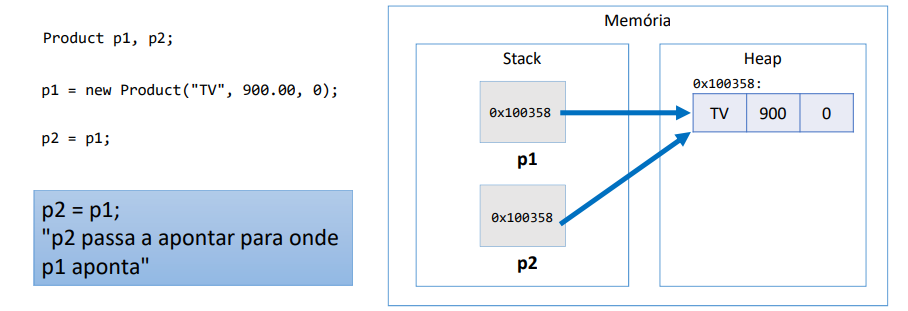 Product p1, p2;
p1 = new Product("TV", 900.00, 0);
p2 = p1;
p2 = p1;
"p2 passa a apontar para onde
p1 aponta"
Memória
Stack
0x100358
p1
0x100358
p2
Heap
0x100358:
TV 900 0